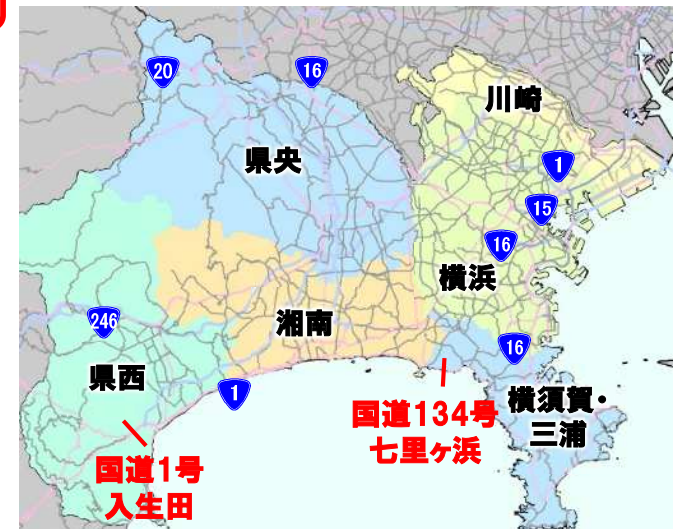 20
16
川崎
県央
1
15
16
横浜
246
湘南
16
県西
1
国道134号
七里ヶ浜
横須賀・
三浦
国道1号
入生田